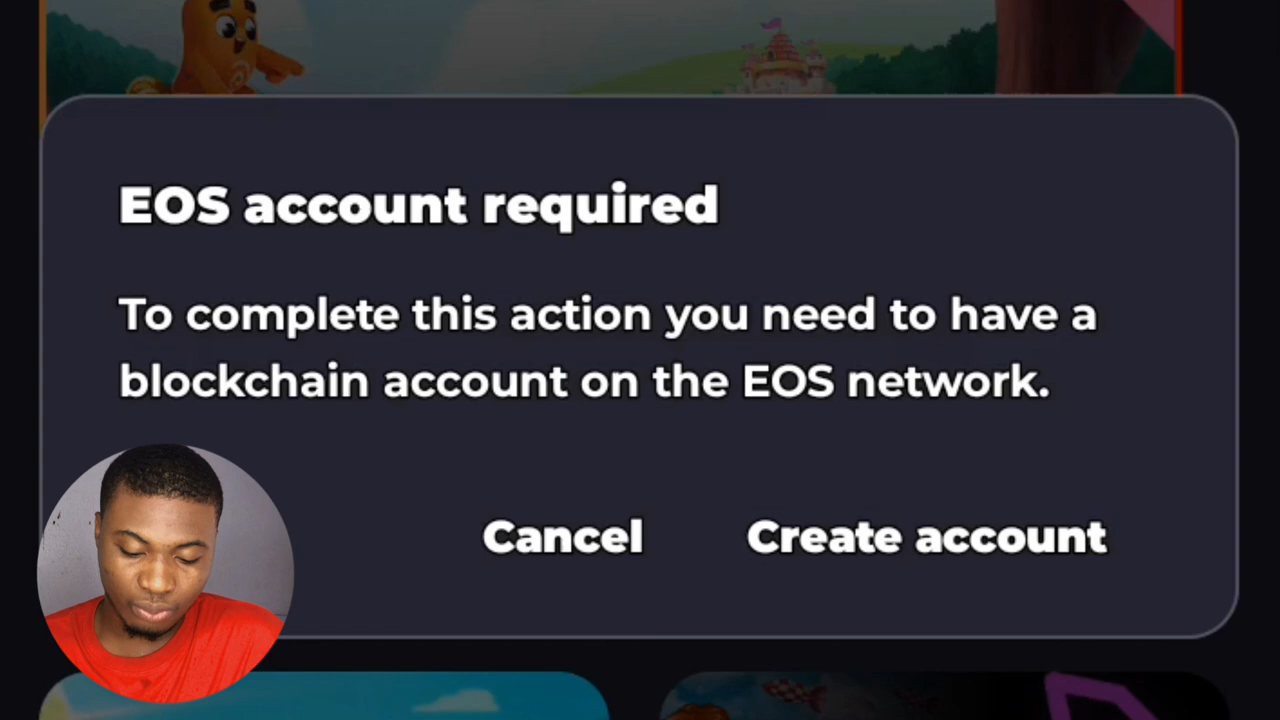 EOS account required
To complete this action you need to have a
blockchain account on the EOS network.
Cancel Create account